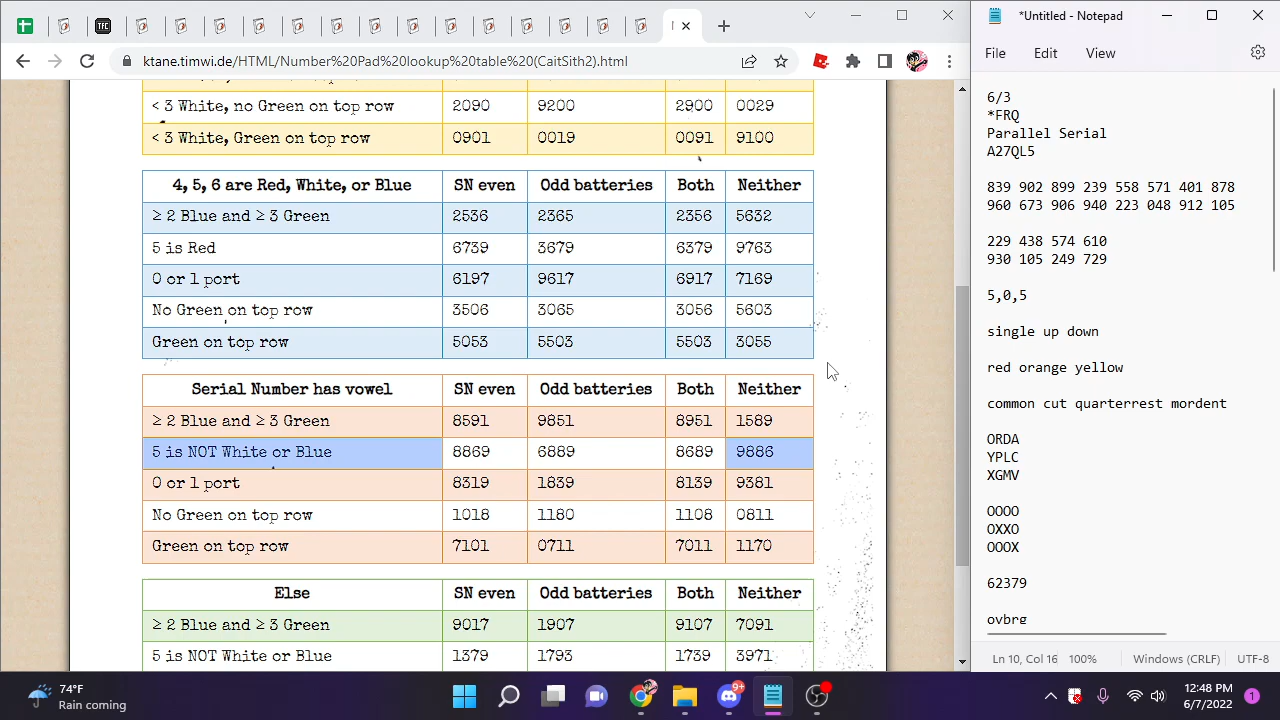 TFC
*Untitled - Notepad
ktane.timwi.de/HTML/Number%20Pad%20lookup%20table%20(CatSith2).html
File Edit View
< 3 White, no Green on top row 2090 9200 2900 0029
< 3 White, Green on top row 0901 0019 0091 9100
4, 5, 6 are Red, White, or Blue SN even Odd batteries Both Neither
≥ 2 Blue and ≥ 3 Green 2536 2365 2356 5632
5 is Red 6739 3679 6379 9763
0 or 1 port 6197 9617 6917 7169
No Green on top row 3506 3065 3056 5603
Green on top row 5053 5503 5503 3055
Serial Number has vowel SN even Odd batteries Both Neither
≥ 2 Blue and ≥ 3 Green 8591 9851 8951 1589
5 is NOT White or Blue 8869 6889 8689 9886
0 or 1 port 8319 1839 8139 9381
No Green on top row 1018 1180 1108 0811
Green on top row 7101 0711 7011 1170
Else SN even Odd batteries Both Neither
≥ 2 Blue and ≥ 3 Green 9017 1907 9107 7091
5 is NOT White or Blue 1379 1793 1739 3971
6/3
*FRQ
Parallel Serial
A27QL5
839 902 899 239 558 571 401 878
960 673 906 940 223 048 912 105
229 438 574 610
930 105 249 729
5,0,5
single up down
red orange yellow
common cut quarterrest mordent
ORDA
YPLC
XGMV
OOOO
OXXO
OOOX
62379
ovbrg
Ln 10, Col 16 100% Windows (CRLF) UTF-8
74°F
Rain coming
9+
12:48 PM
6/7/2022
1